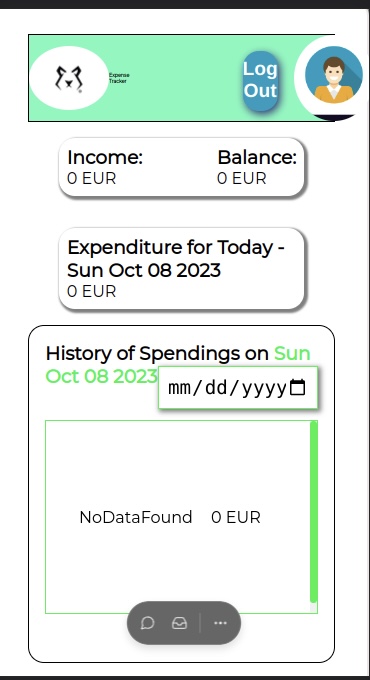 Expense
Tracker
Log
Out
Income: Balance:
0 EUR 0 EUR
Expenditure for Today -
Sun Oct 08 2023
0 EUR
History of Spendings on Sun
Oct 08 2023
mm/dd/yyyy
NoDataFound 0 EUR